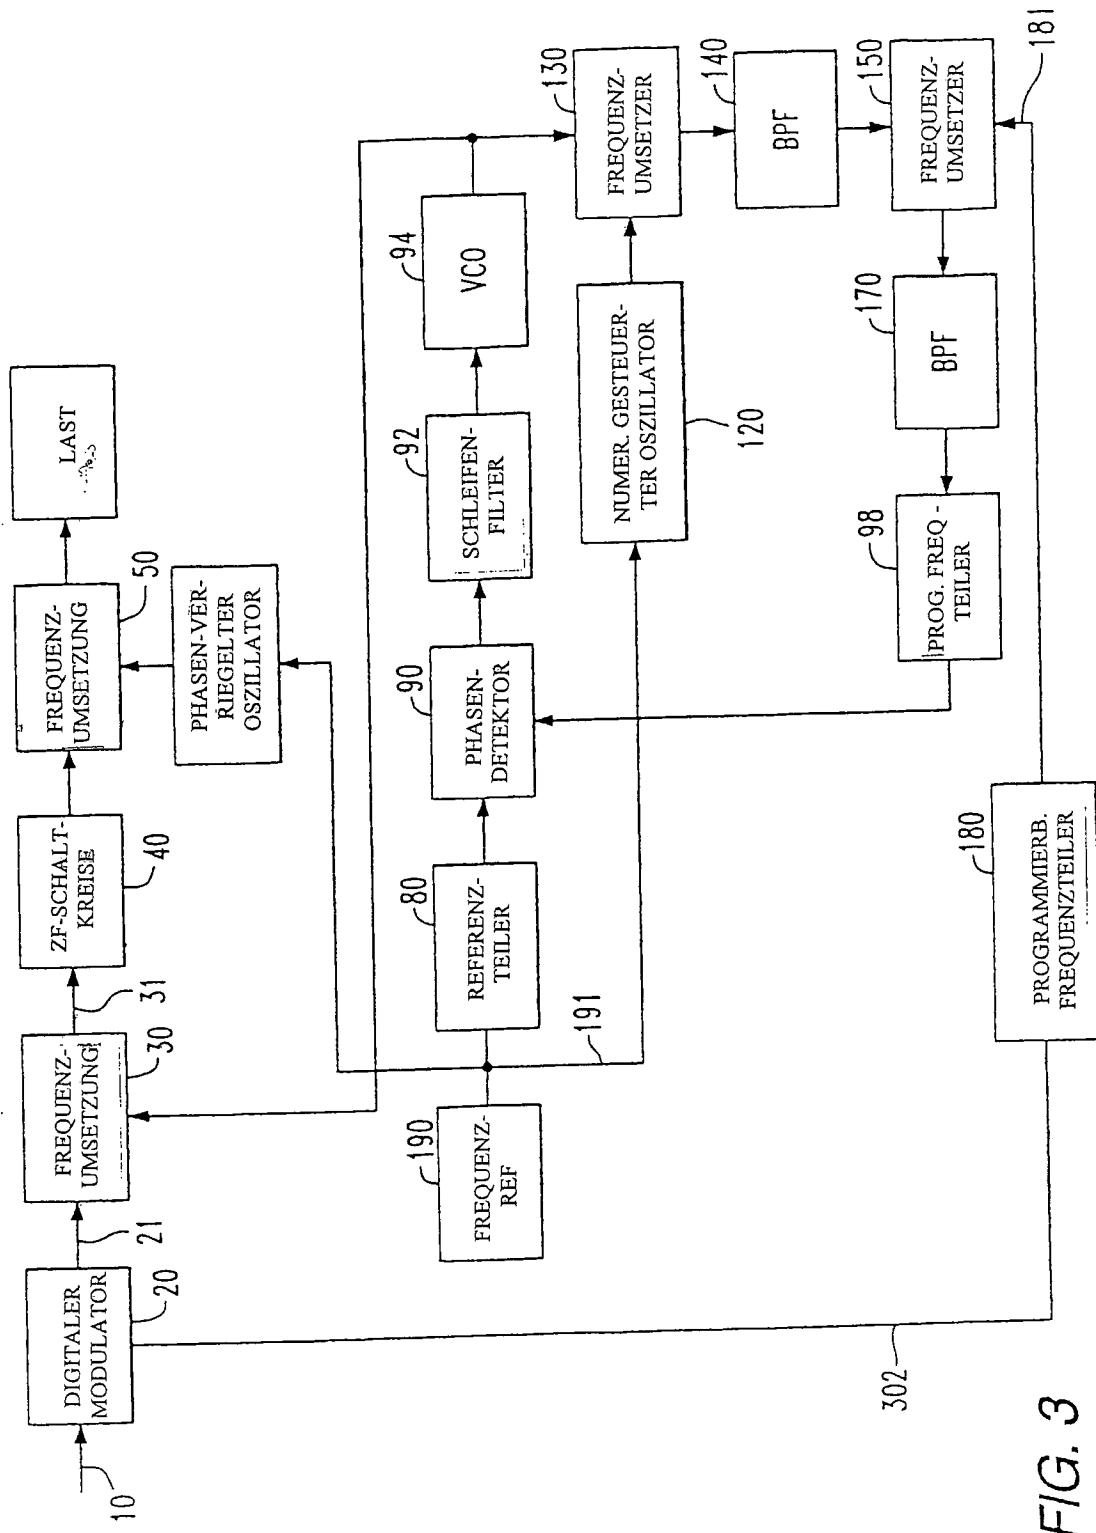 10
DIGITALER
MODULATOR
20
21
FREQUENZ-
UMSETZUNG
30
31
ZF-SCHALT-
KREISE
40
FREQUENZ-
UMSETZUNG
50
LAST
PHASEN-VER-
RIEGELTER
OSZILLATOR
190
FREQUENZ-
REF
191
80
REFERENZ-
TEILER
90
PHASEN-
DETEKTOR
92
SCHLEIFEN-
FILTER
94
VCO
NUMER. GESTEUER-
TER OSZILLATOR
120
130
FREQUENZ-
UMSETZER
140
BPF
150
FREQUENZ-
UMSETZER
181
170
BPF
98
PROG. FREQ -
TEILER
180
PROGRAMMIERB.
FREQUENZTEILER
302
FIG. 3